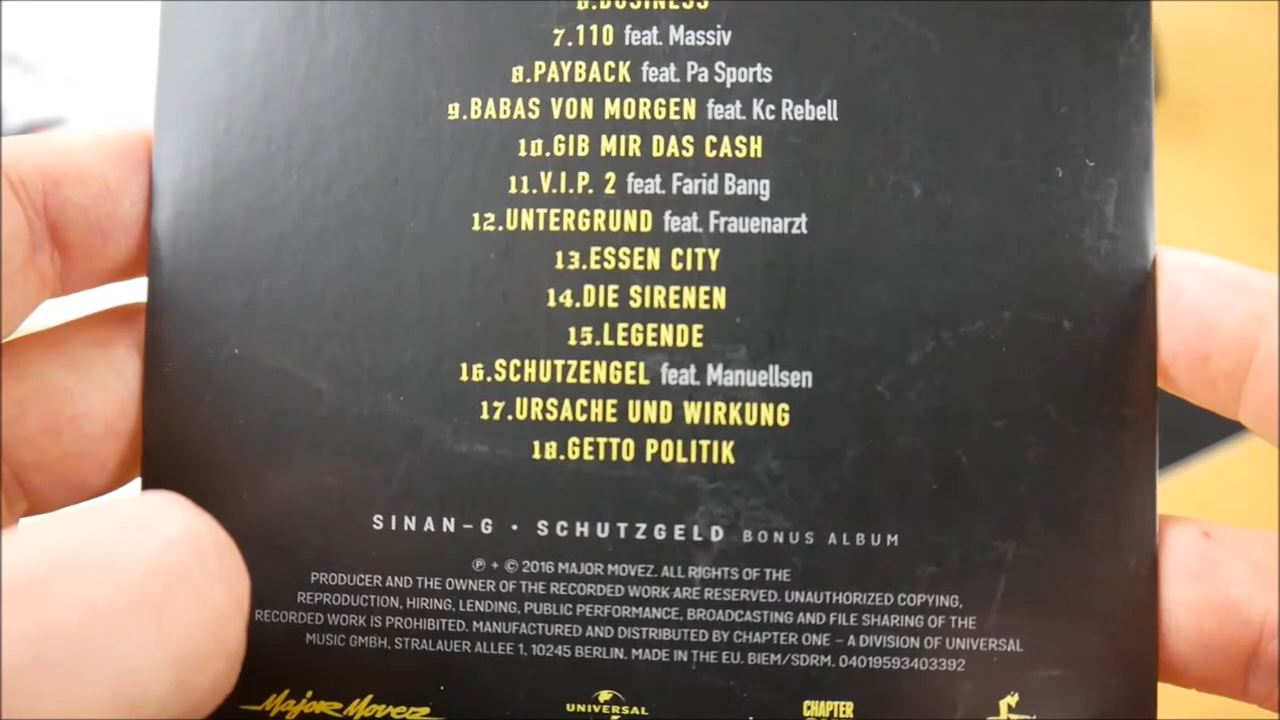 6.BUSINESS
7.110 feat. Massiv
8.PAYBACK feat. Pa Sports
9.BABAS VON MORGEN feat. Kc Rebell
10.GIB MIR DAS CASH
11.V.I.P. 2 feat. Farid Bang
12.UNTERGRUND feat. Frauenarzt
13.ESSEN CITY
14.DIE SIRENEN
15.LEGENDE
16.SCHUTZENGEL feat. Manuellsen
17.URSACHE UND WIRKUNG
18.GETTO POLITIK
SINAN-G • SCHUTZGELD BONUS ALBUM
℗ + © 2016 MAJOR MOVEZ. ALL RIGHTS OF THE
PRODUCER AND THE OWNER OF THE RECORDED WORK ARE RESERVED. UNAUTHORIZED COPYING,
REPRODUCTION, HIRING, LENDING, PUBLIC PERFORMANCE, BROADCASTING AND FILE SHARING OF THE
RECORDED WORK IS PROHIBITED. MANUFACTURED AND DISTRIBUTED BY CHAPTER ONE – A DIVISION OF UNIVERSAL
MUSIC GMBH, STRALAUER ALLEE 1, 10245 BERLIN. MADE IN THE EU. BIEM/SDRM. 04019593403392
Major Movez UNIVERSAL CHAPTER